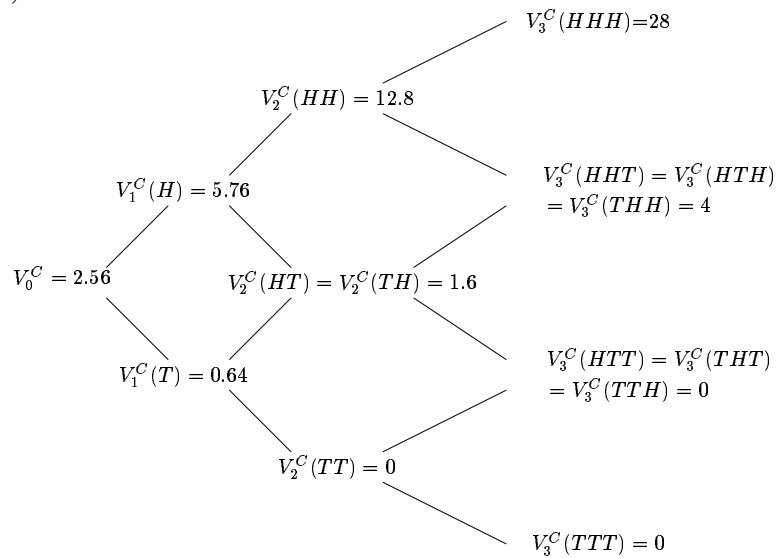 )
V_3^C(HHH)=28
V_2^C(HH) = 12.8
V_3^C(HHT) = V_3^C(HTH)
V_1^C(H) = 5.76
= V_3^C(THH) = 4
V_0^C = 2.56
V_2^C(HT) = V_2^C(TH) = 1.6
V_3^C(HTT) = V_3^C(THT)
V_1^C(T) = 0.64
= V_3^C(TTH) = 0
V_2^C(TT) = 0
V_3^C(TTT) = 0